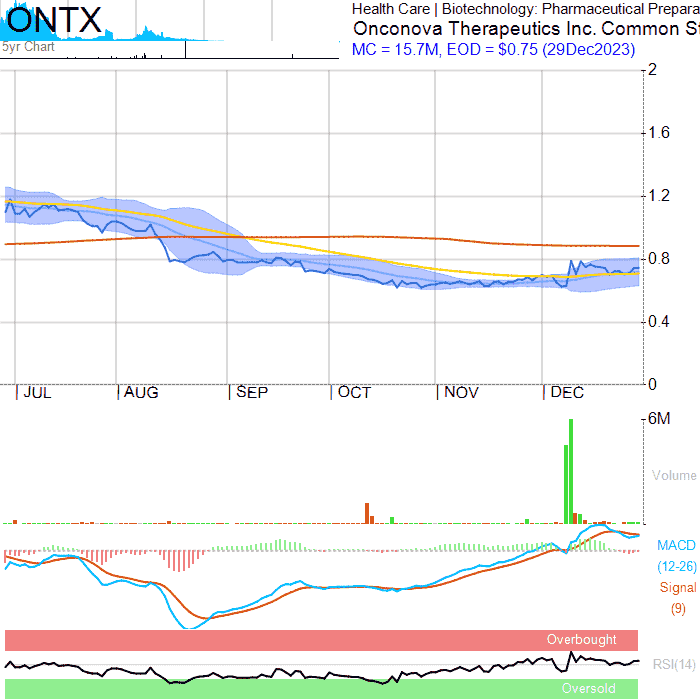 ONTX
5yr Chart
Health Care | Biotechnology: Pharmaceutical Prepara
Onconova Therapeutics Inc. Common St
MC = 15.7M, EOD = $0.75 (29Dec2023)
2
1.6
1.2
0.8
0.4
0
JUL AUG SEP OCT NOV DEC
6M
Volume
MACD
(12-26)
Signal
(9)
Overbought
RSI(14)
Oversold